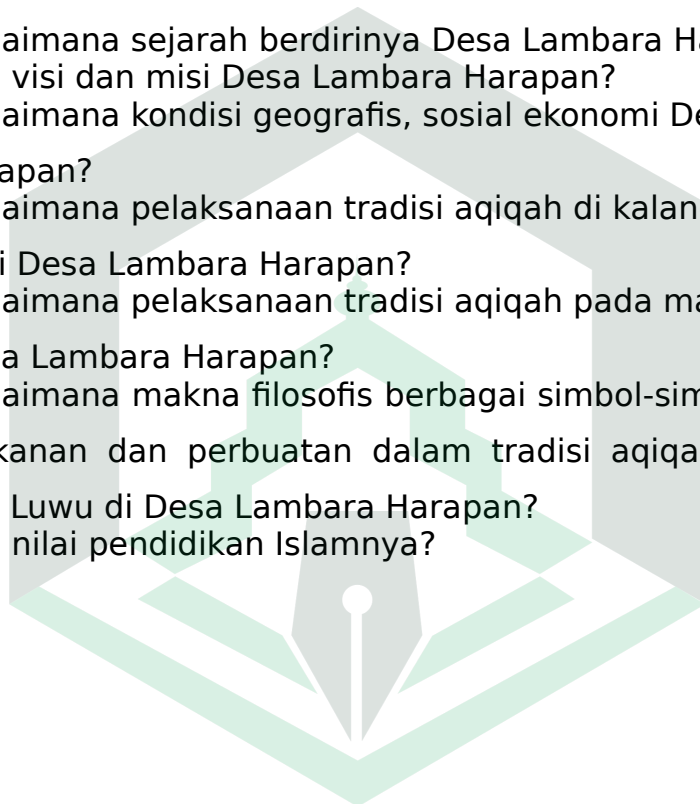 aimana sejarah berdirinya Desa Lambara Ha
visi dan misi Desa Lambara Harapan?
aimana kondisi geografis, sosial ekonomi De
apan?
aimana pelaksanaan tradisi aqiqah di kalan
i Desa Lambara Harapan?
aimana pelaksanaan tradisi aqiqah pada ma
a Lambara Harapan?
aimana makna filosofis berbagai simbol-sim
kanan dan perbuatan dalam tradisi aqiqa
Luwu di Desa Lambara Harapan?
nilai pendidikan Islamnya?